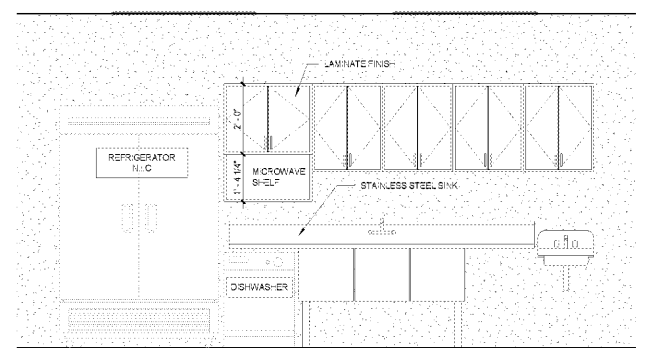 LAMINATE FINISH
2' - 0"
REFRIGERATOR
N.I.C
MICROWAVE
SHELF
1' - 4 1/4"
STAINLESS STEEL SINK
DISHWASHER